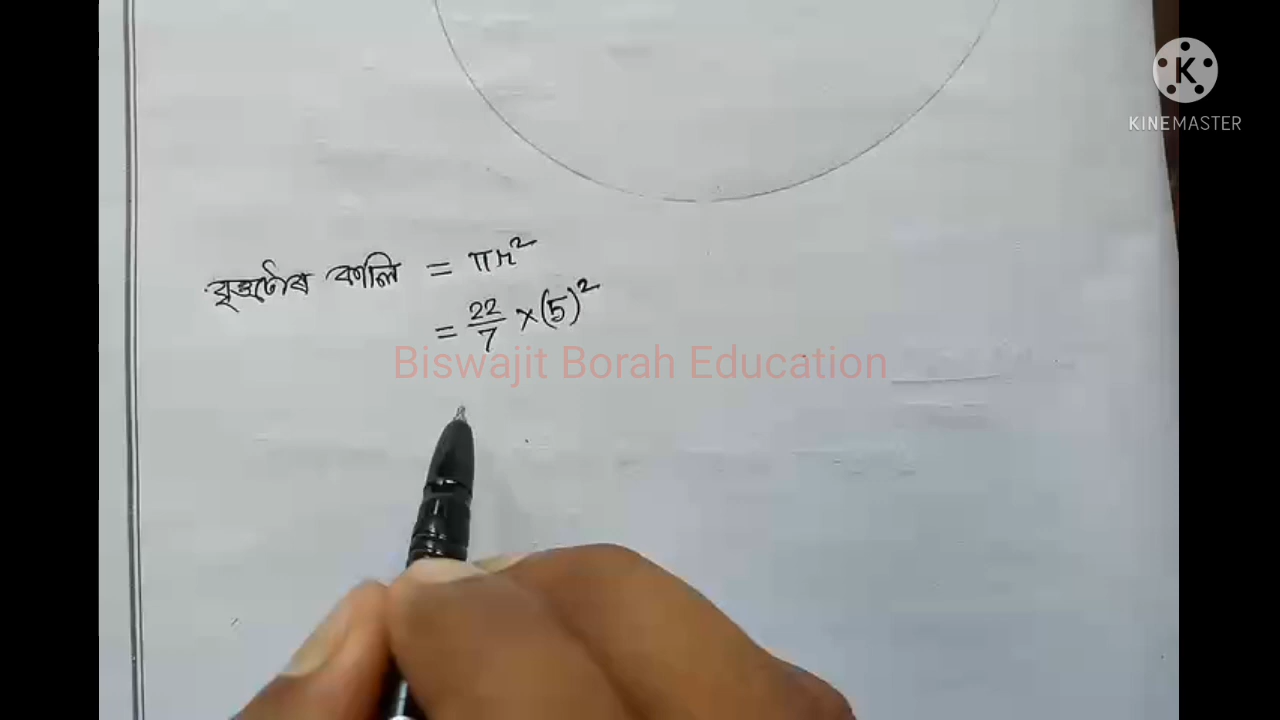 KINEMASTER
বৃত্তটোৰ কালি = πr²
= 22/7 × (5)²
Biswajit Borah Education